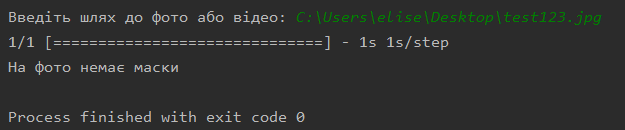 Введіть шлях до фото або відео: C:\Users\elise\Desktop\test123.jpg
1/1 [==============================] - 1s 1s/step
На фото немає маски
Process finished with exit code 0